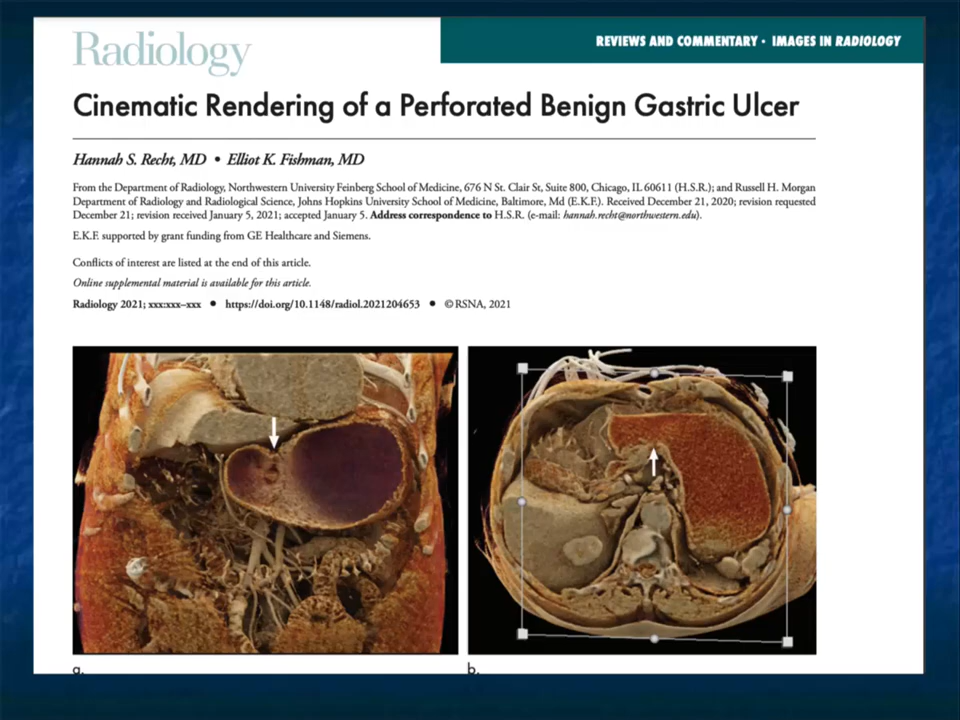 Radiology
REVIEWS AND COMMENTARY • IMAGES IN RADIOLOGY
Cinematic Rendering of a Perforated Benign Gastric Ulcer
Hannah S. Recht, MD • Elliot K. Fishman, MD
From the Department of Radiology, Northwestern University Feinberg School of Medicine, 676 N St. Clair St, Suite 800, Chicago, IL 60611 (H.S.R.); and Russell H. Morgan
Department of Radiology and Radiological Science, Johns Hopkins University School of Medicine, Baltimore, Md (E.K.F.). Received December 21, 2020; revision requested
December 21; revision received January 5, 2021; accepted January 5. Address correspondence to H.S.R. (e-mail: hannah.recht@northwestern.edu).
E.K.F. supported by grant funding from GE Healthcare and Siemens.
Conflicts of interest are listed at the end of this article.
Online supplemental material is available for this article.
Radiology 2021; xxx:xxx–xxx • https://doi.org/10.1148/radiol.2021204653 • © RSNA, 2021
a.
b.